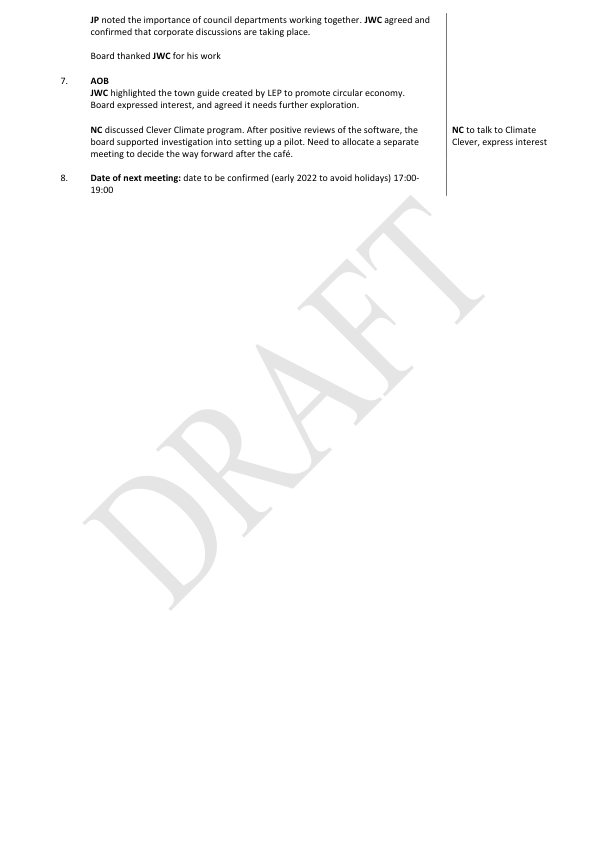 JP noted the importance of council departments working together. JWC agreed and
confirmed that corporate discussions are taking place.
Board thanked JWC for his work
7. AOB
JWC highlighted the town guide created by LEP to promote circular economy.
Board expressed interest, and agreed it needs further exploration.
NC discussed Clever Climate program. After positive reviews of the software, the
board supported investigation into setting up a pilot. Need to allocate a separate
meeting to decide the way forward after the café.
NC to talk to Climate
Clever, express interest
8. Date of next meeting: date to be confirmed (early 2022 to avoid holidays) 17:00-
19:00
DRAFT